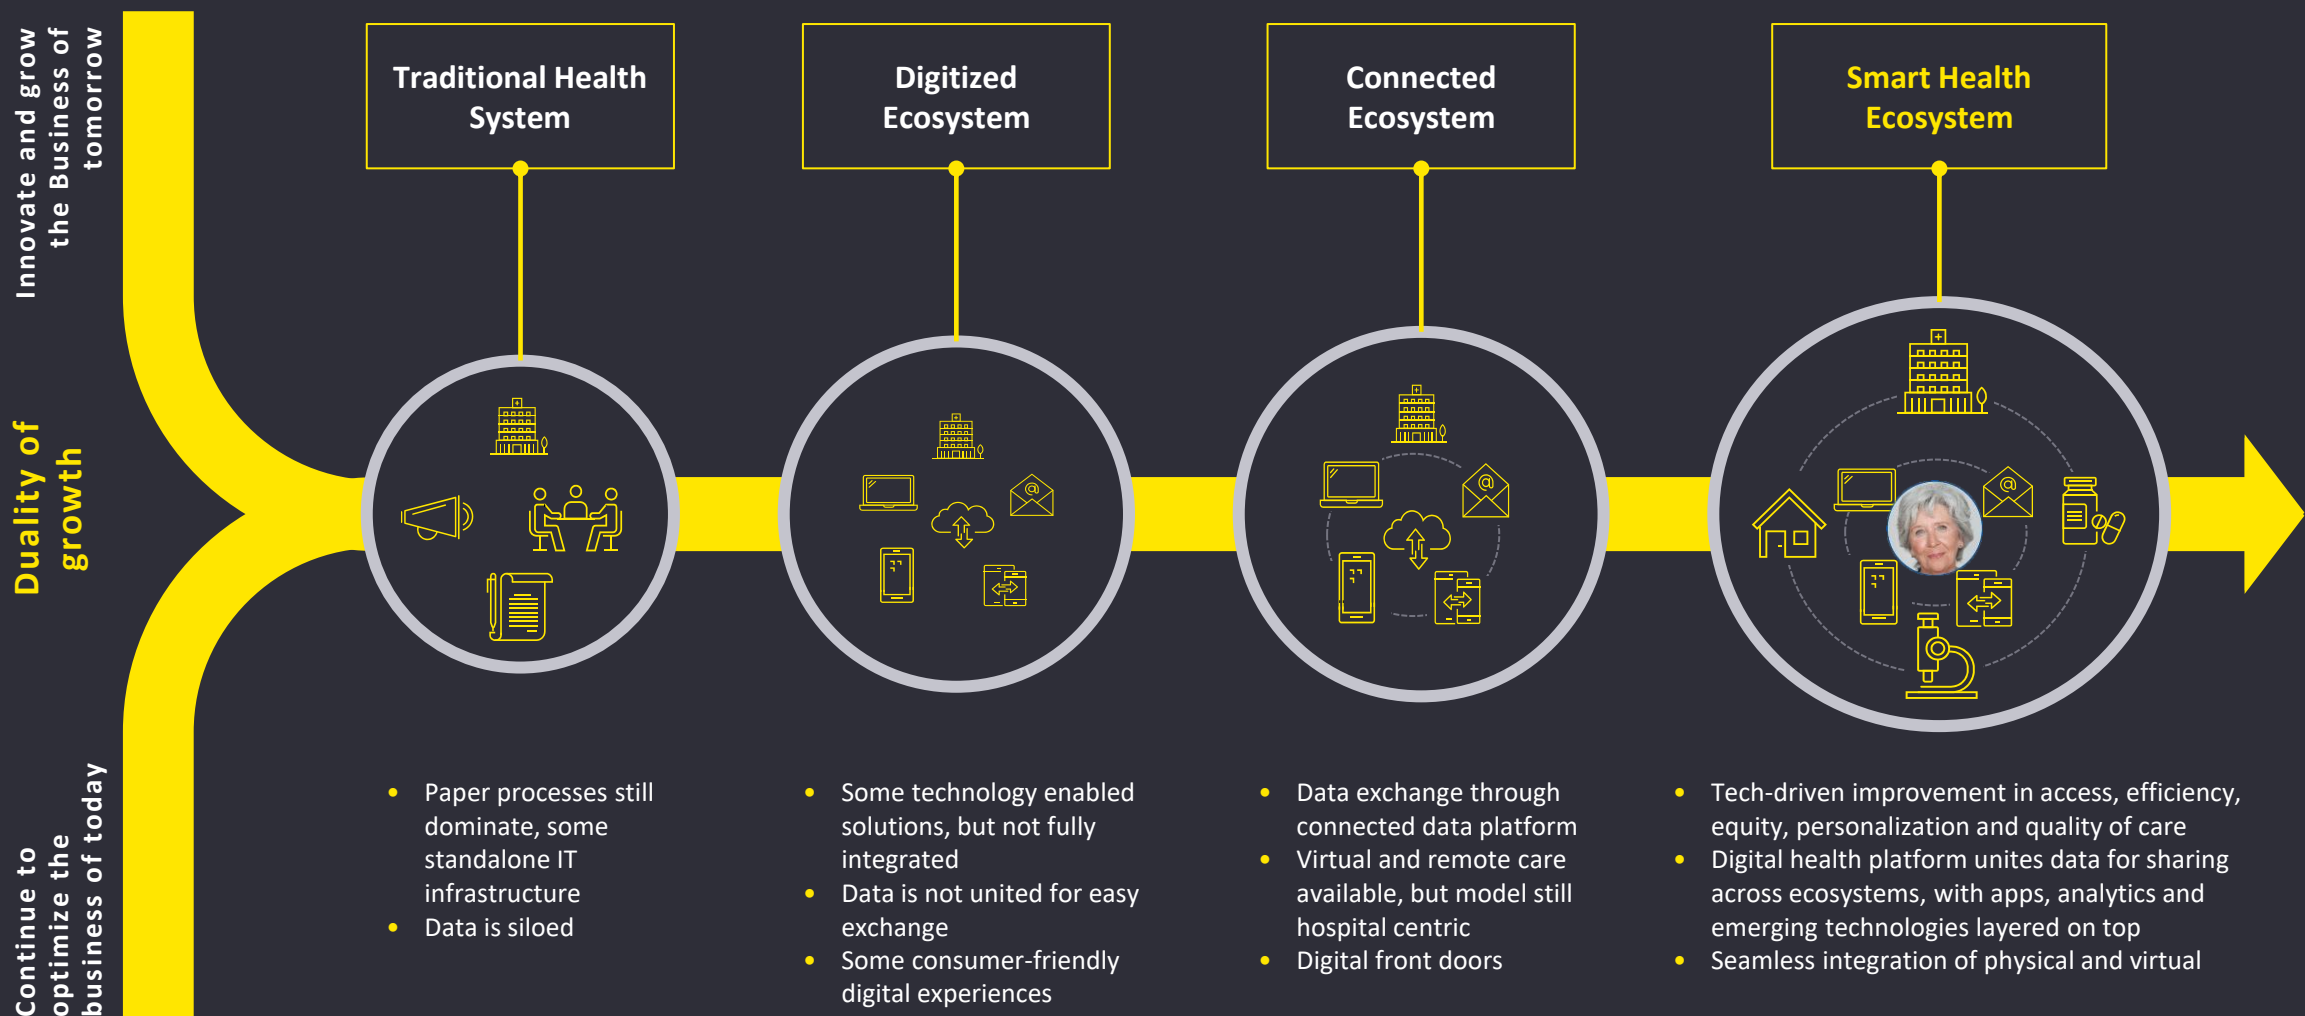 Innovate and grow
the Business of
tomorrow
Duality of
growth
Continue to
optimize the
business of today
Traditional Health
System
Digitized
Ecosystem
Connected
Ecosystem
Smart Health
Ecosystem
• Paper processes still
dominate, some
standalone IT
infrastructure
• Data is siloed
• Some technology enabled
solutions, but not fully
integrated
• Data is not united for easy
exchange
• Some consumer-friendly
digital experiences
• Data exchange through
connected data platform
• Virtual and remote care
available, but model still
hospital centric
• Digital front doors
• Tech-driven improvement in access, efficiency,
equity, personalization and quality of care
• Digital health platform unites data for sharing
across ecosystems, with apps, analytics and
emerging technologies layered on top
• Seamless integration of physical and virtual